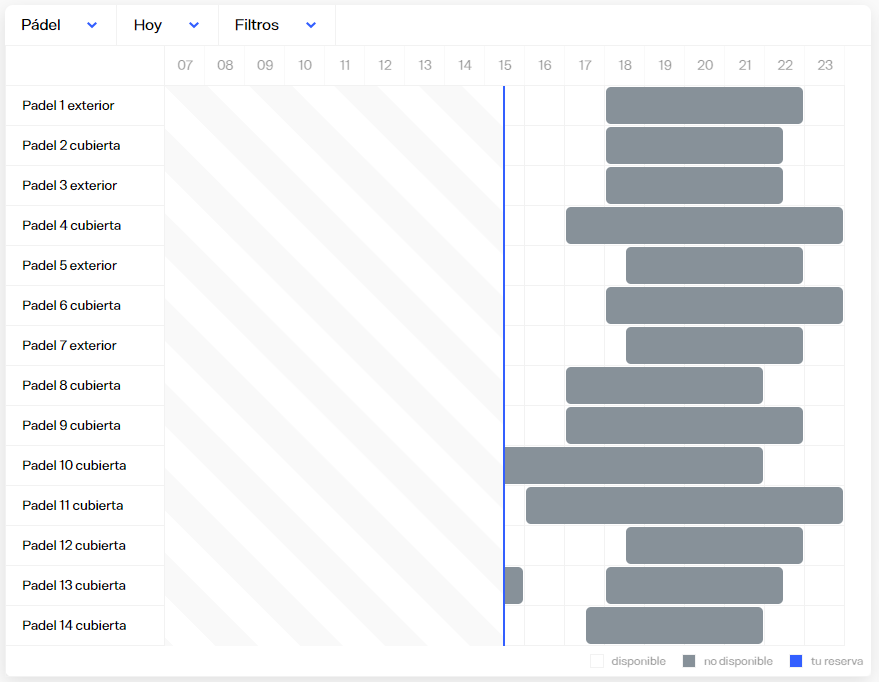 Pádel Hoy Filtros
07 08 09 10 11 12 13 14 15 16 17 18 19 20 21 22 23
Padel 1 exterior
Padel 2 cubierta
Padel 3 exterior
Padel 4 cubierta
Padel 5 exterior
Padel 6 cubierta
Padel 7 exterior
Padel 8 cubierta
Padel 9 cubierta
Padel 10 cubierta
Padel 11 cubierta
Padel 12 cubierta
Padel 13 cubierta
Padel 14 cubierta
disponible no disponible tu reserva